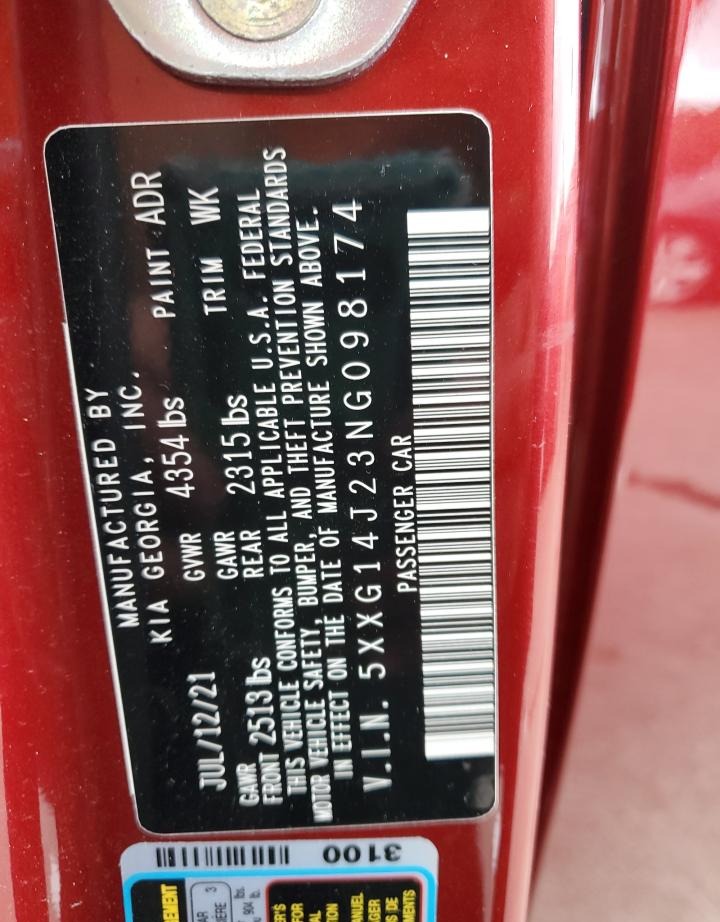 MANUFACTURED BY
KIA GEORGIA, INC.
JUL/12/21 GVWR 4354 lbs PAINT ADR
GAWR FRONT 2513 lbs GAWR REAR 2315 lbs TRIM WK
THIS VEHICLE CONFORMS TO ALL APPLICABLE U.S.A. FEDERAL
MOTOR VEHICLE SAFETY, BUMPER, AND THEFT PREVENTION STANDARDS
IN EFFECT ON THE DATE OF MANUFACTURE SHOWN ABOVE.
V.I.N. 5XXG14J23NG098174
PASSENGER CAR
3100